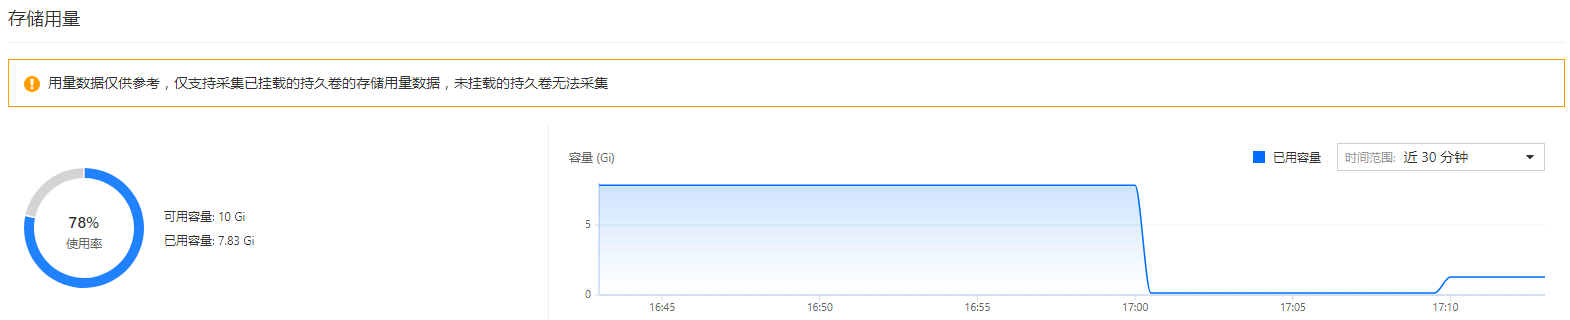 存储用量
用量数据仅供参考，仅支持采集已挂载的持久卷的存储用量数据，未挂载的持久卷无法采集
78%
使用率
可用容量: 10 Gi
已用容量: 7.83 Gi
容量 (Gi)
已用容量
时间范围: 近 30 分钟
5
0
16:45 16:50 16:55 17:00 17:05 17:10